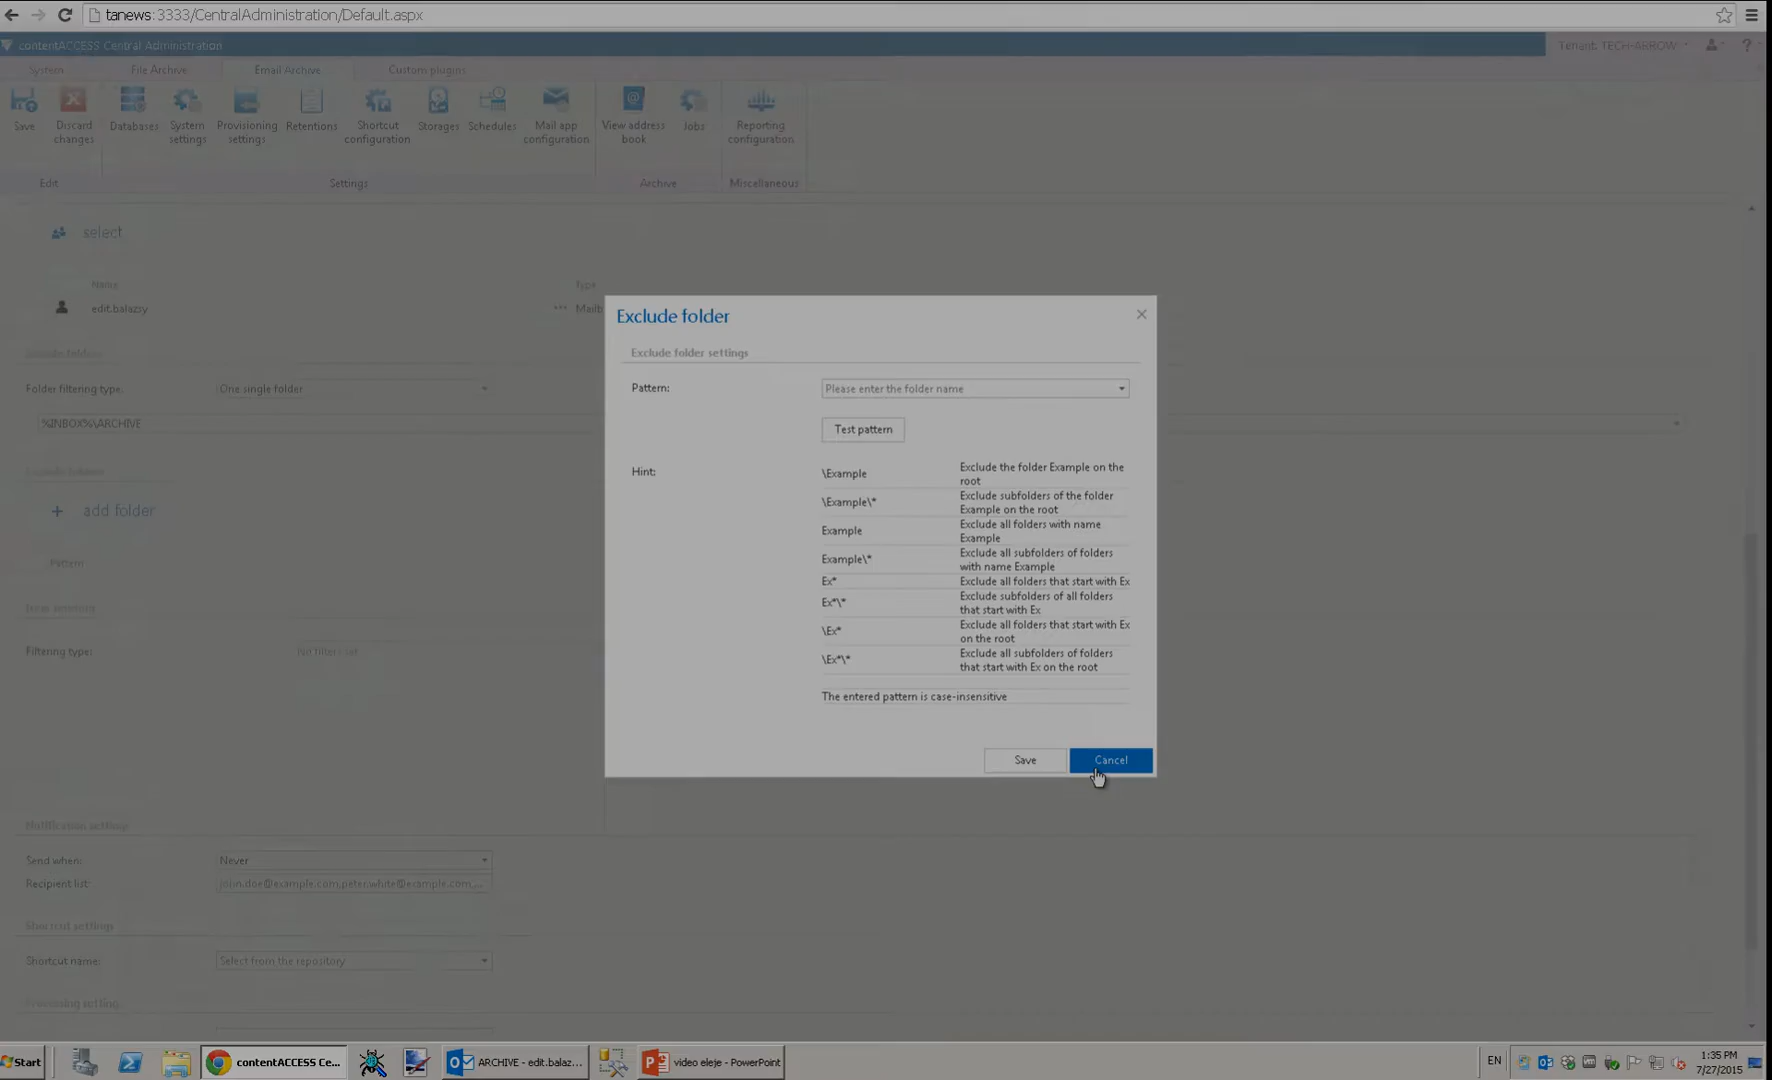 tanews:3333/CentralAdministration/Default.aspx
contentACCESS Central Administration
Tenant: TECH-ARROW
?
System
File Archive
Email Archive
Custom plugins
Save
Discard changes
Databases
System settings
Provisioning settings
Retentions
Shortcut configuration
Storages
Schedules
Mail app configuration
View address book
Jobs
Reporting configuration
Edit
Settings
Archive
Miscellaneous
select
Name
Type
edit.balazsy
... Mailb
Folder filtering type:
One single folder
%INBOX%\ARCHIVE
+ add folder
Pattern
Filtering type:
No filters set
Notification settings
Send when:
Never
Recipient list:
john.doe@example.com,peter.white@example.com,...
Shortcut settings
Shortcut name:
Select from the repository
Processing setting
Exclude folder
Exclude folder settings
Pattern:
Please enter the folder name
Test pattern
Hint:
\Example
Exclude the folder Example on the
root
\Example\*
Exclude subfolders of the folder
Example on the root
Example
Exclude all folders with name
Example
Example\*
Exclude all subfolders of folders
with name Example
Ex*
Exclude all folders that start with Ex
Ex*\*
Exclude subfolders of all folders
that start with Ex
\Ex*
Exclude all folders that start with Ex
on the root
\Ex*\*
Exclude all subfolders of folders
that start with Ex on the root
The entered pattern is case-insensitive
Save
Cancel
Start
contentACCESS Ce...
ARCHIVE - edit.balaz...
video eleje - PowerPoint
EN
1:35 PM
7/27/2015